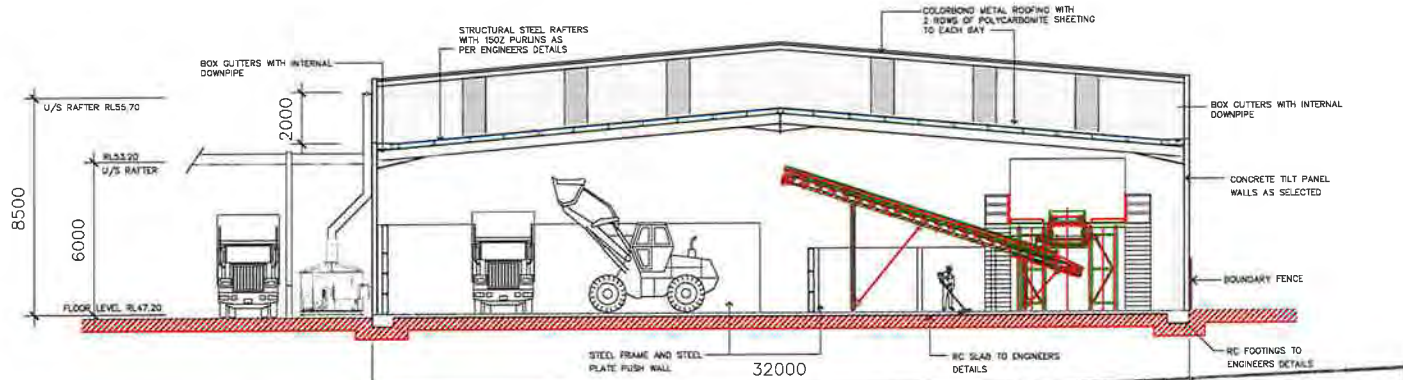 COLORBOND METAL ROOFING WITH
2 ROWS OF POLYCARBONITE SHEETING
TO EACH BAY
STRUCTURAL STEEL RAFTERS
WITH 150Z PURLINS AS
PER ENGINEERS DETAILS
BOX GUTTERS WITH INTERNAL
DOWNPIPE
U/S RAFTER RL55,70
2000
BOX GUTTERS WITH INTERNAL
DOWNPIPE
RL53.20
U/S RAFTER
CONCRETE TILT PANEL
WALLS AS SELECTED
8500
6000
BOUNDARY FENCE
FLOOR LEVEL RL47.20
STEEL FRAME AND STEEL
PLATE PUSH WALL
32000
RC SLAB TO ENGINEERS
DETAILS
RC FOOTINGS TO
ENGINEERS DETAILS